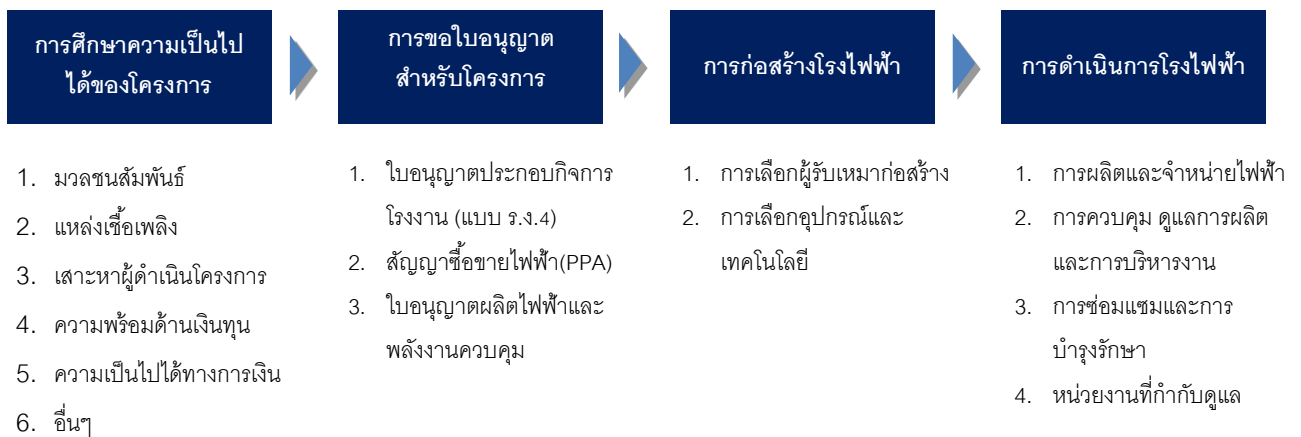 การศึกษาความเป็นไป
ได้ของโครงการ
การขอใบอนุญาต
สำหรับโครงการ
การก่อสร้างโรงไฟฟ้า
การดำเนินการโรงไฟฟ้า
1. มวลชนสัมพันธ์
2. แหล่งเชื้อเพลิง
3. เสาะหาผู้ดำเนินโครงการ
4. ความพร้อมด้านเงินทุน
5. ความเป็นไปได้ทางการเงิน
6. อื่นๆ
1. ใบอนุญาตประกอบกิจการ
โรงงาน (แบบ ร.ง.4)
2. สัญญาซื้อขายไฟฟ้า(PPA)
3. ใบอนุญาตผลิตไฟฟ้าและ
พลังงานควบคุม
1. การเลือกผู้รับเหมาก่อสร้าง
2. การเลือกอุปกรณ์และ
เทคโนโลยี
1. การผลิตและจำหน่ายไฟฟ้า
2. การควบคุม ดูแลการผลิต
และการบริหารงาน
3. การซ่อมแซมและการ
บำรุงรักษา
4. หน่วยงานที่กำกับดูแล